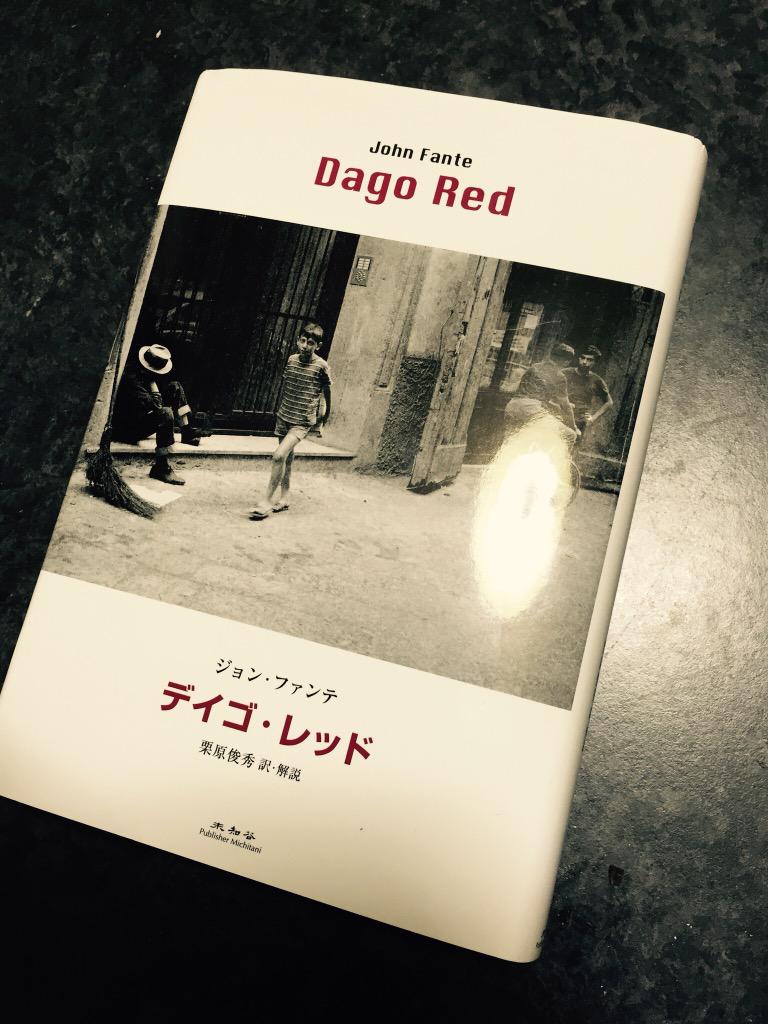 John Fante
Dago Red
ジョン・ファンテ
デイゴ・レッド
栗原俊秀 訳・解説
未知谷
Publisher Michitani